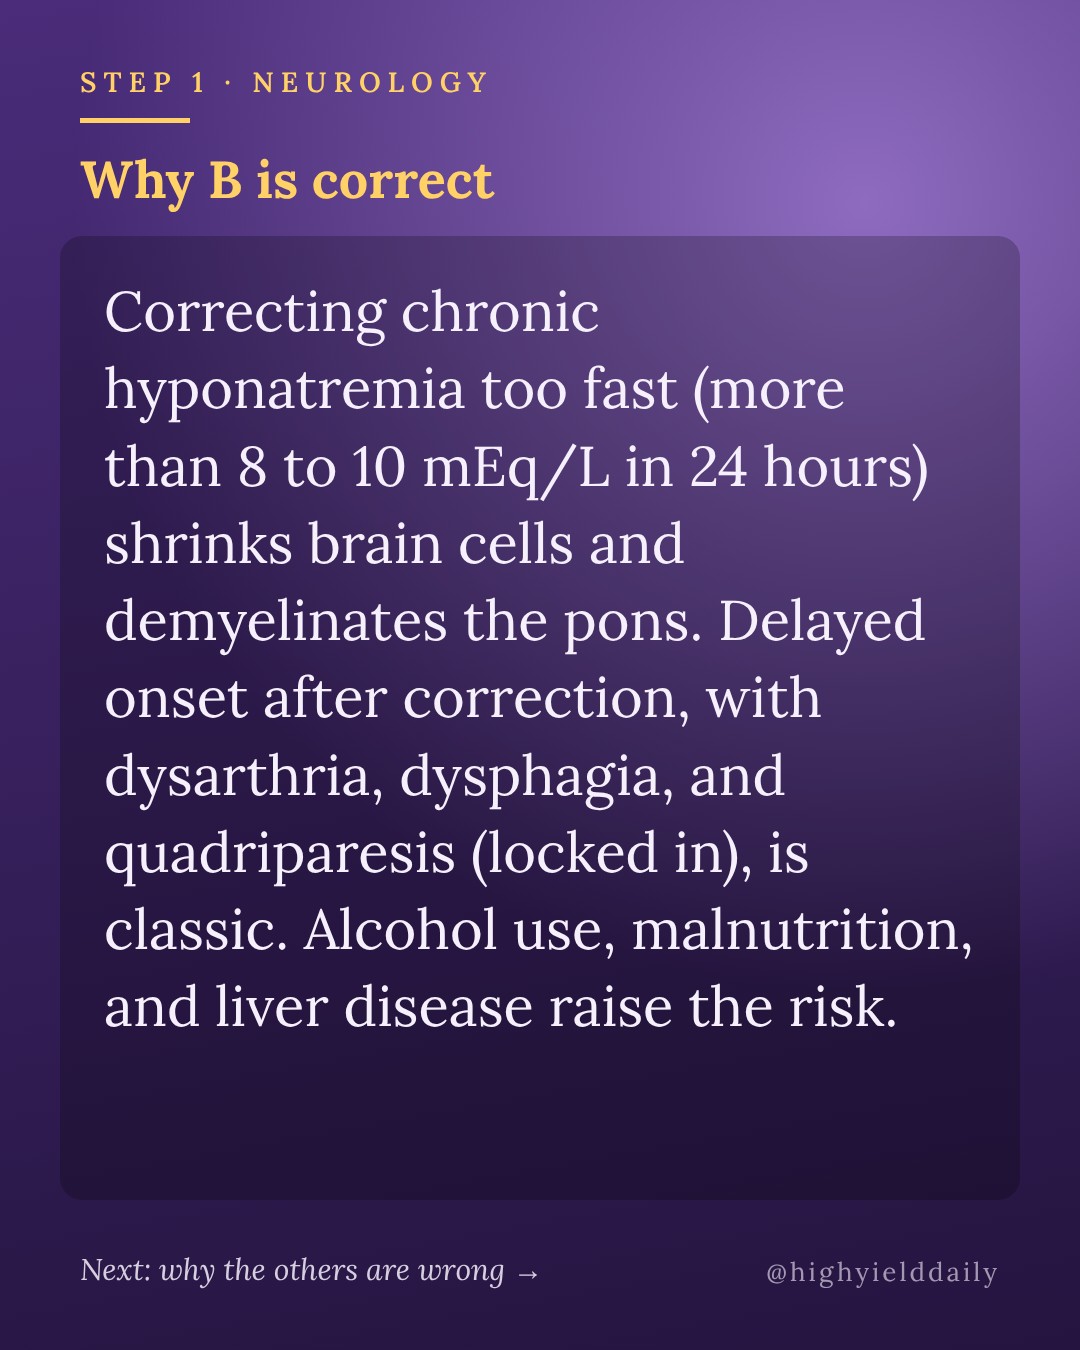 STEP 1 · NEUROLOGY
Why B is correct
Correcting chronic
hyponatremia too fast (more
than 8 to 10 mEq/L in 24 hours)
shrinks brain cells and
demyelinates the pons. Delayed
onset after correction, with
dysarthria, dysphagia, and
quadriparesis (locked in), is
classic. Alcohol use, malnutrition,
and liver disease raise the risk.
Next: why the others are wrong →
@highyielddaily